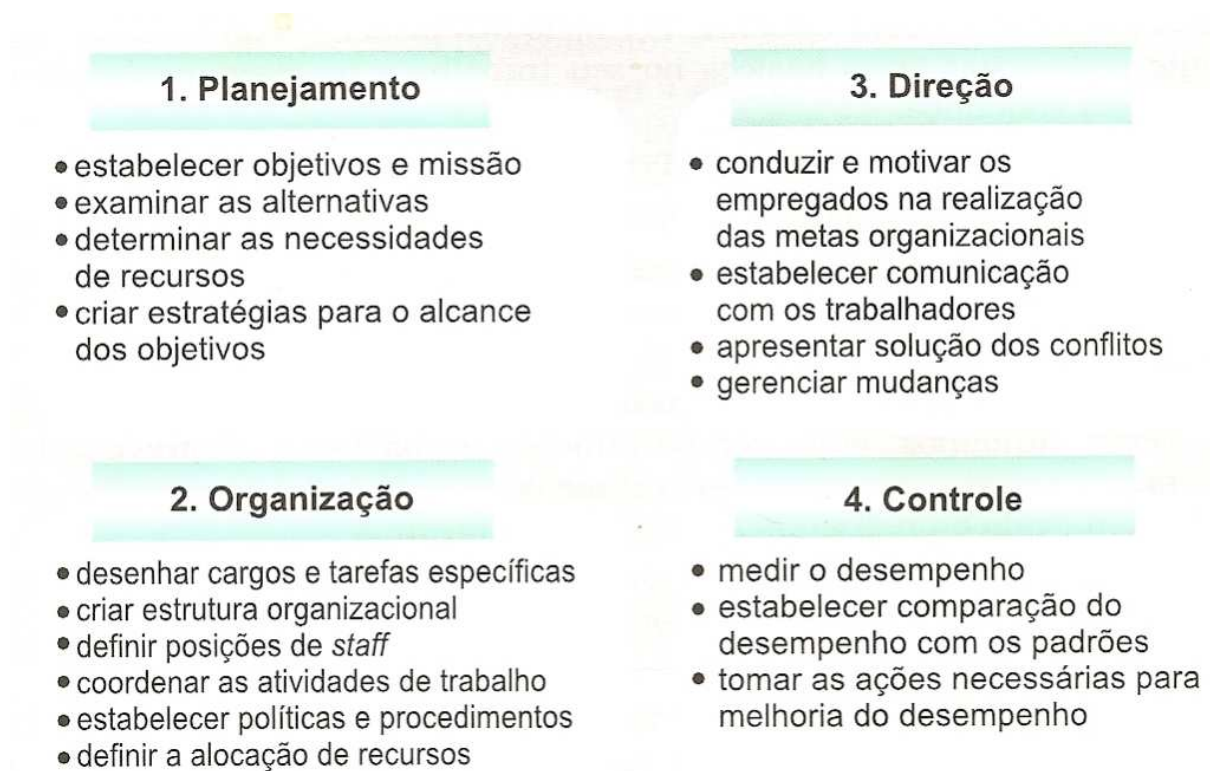 1. Planejamento
• estabelecer objetivos e missão
• examinar as alternativas
• determinar as necessidades
de recursos
• criar estratégias para o alcance
dos objetivos
2. Organização
• desenhar cargos e tarefas específicas
• criar estrutura organizacional
• definir posições de staff
• coordenar as atividades de trabalho
• estabelecer políticas e procedimentos
• definir a alocação de recursos
3. Direção
• conduzir e motivar os
empregados na realização
das metas organizacionais
• estabelecer comunicação
com os trabalhadores
• apresentar solução dos conflitos
• gerenciar mudanças
4. Controle
• medir o desempenho
• estabelecer comparação do
desempenho com os padrões
• tomar as ações necessárias para
melhoria do desempenho